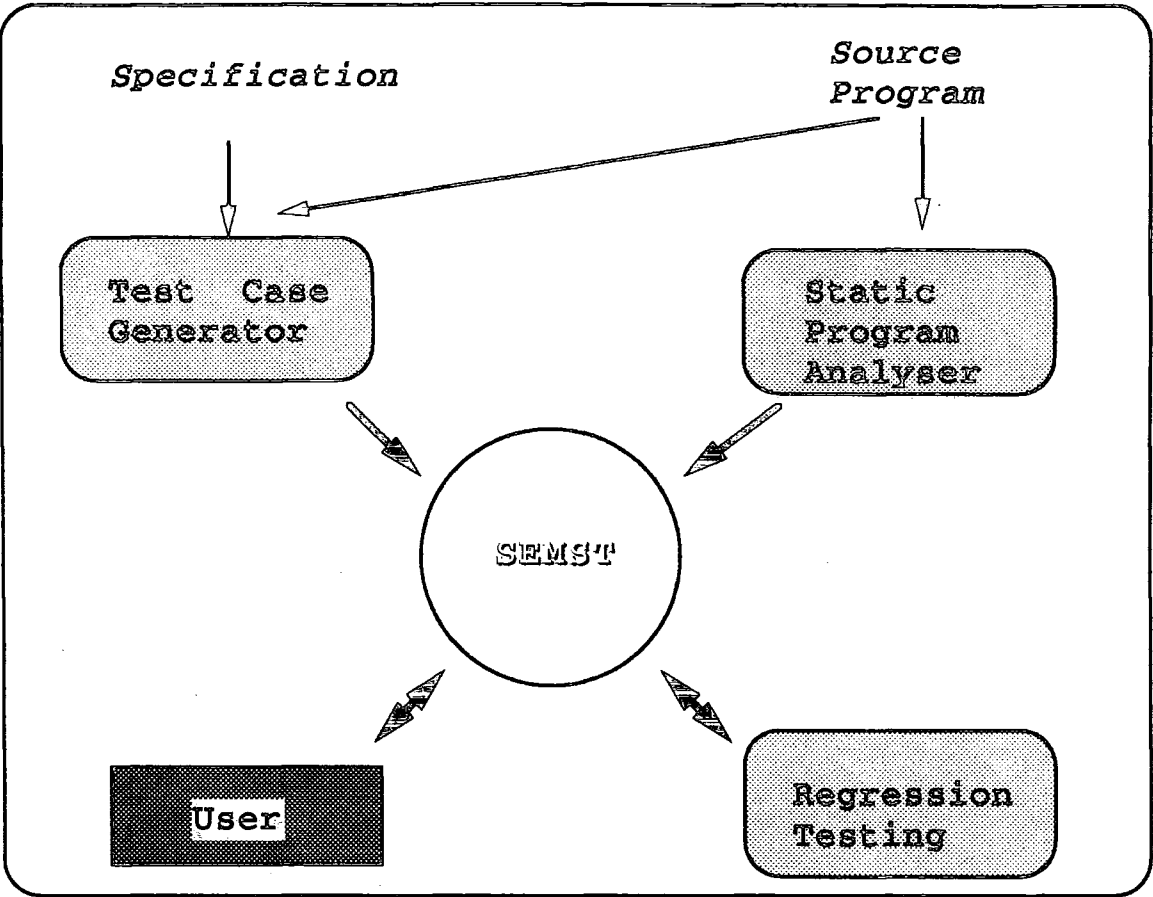 Specification
Source
Program
Test Case
Generator
Static
Program
Analyser
SEMST
User
Regression
Testing